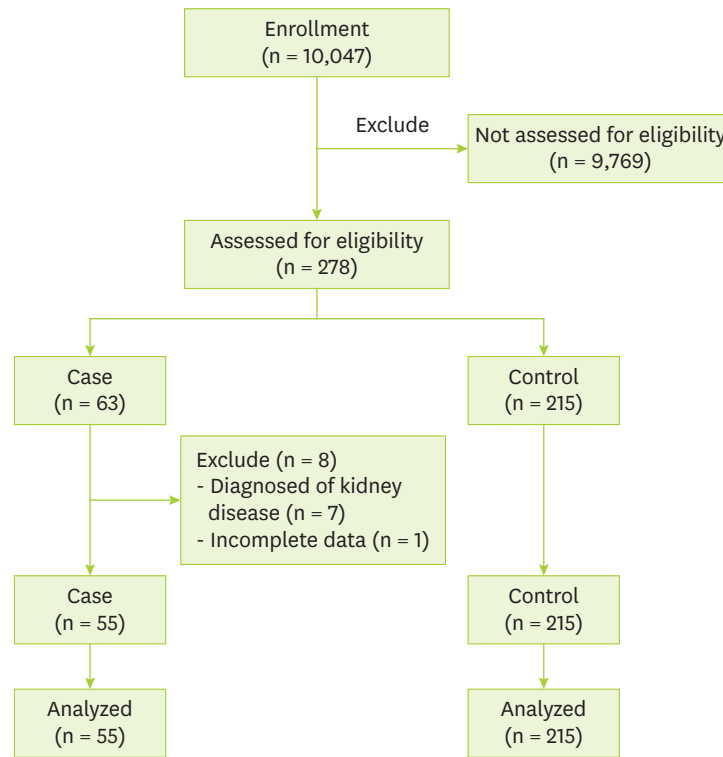 Enrollment
(n = 10,047)
Exclude
Not assessed for eligibility
(n = 9,769)
Assessed for eligibility
(n = 278)
Case
(n = 63)
Control
(n = 215)
Exclude (n = 8)
- Diagnosed of kidney
disease (n = 7)
- Incomplete data (n = 1)
Case
(n = 55)
Control
(n = 215)
Analyzed
(n = 55)
Analyzed
(n = 215)